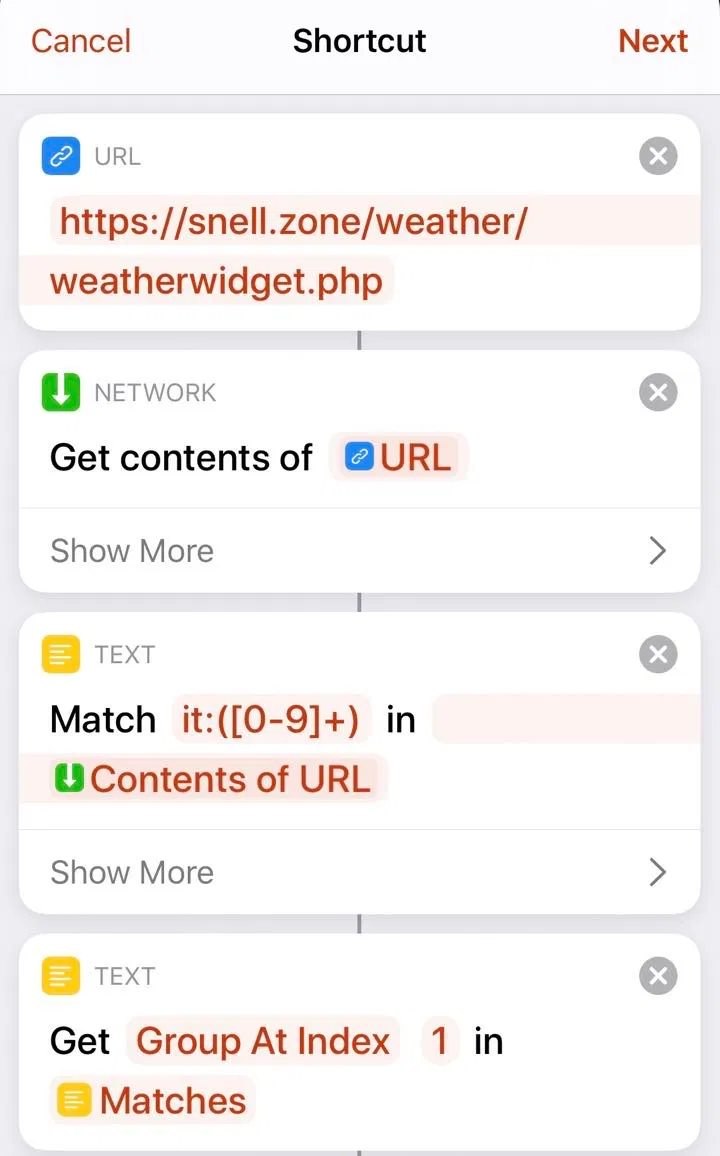 Cancel Shortcut Next
URL
https://snell.zone/weather/
weatherwidget.php
NETWORK
Get contents of URL
Show More
TEXT
Match it:([0-9]+) in
Contents of URL
Show More
TEXT
Get Group At Index 1 in
Matches